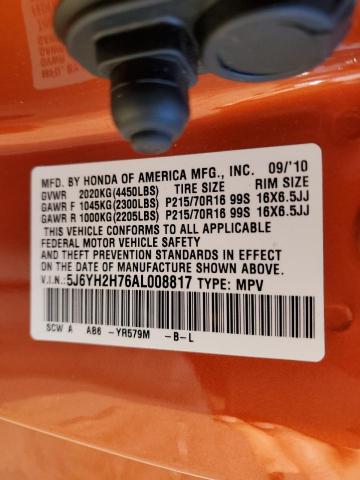 MFD. BY HONDA OF AMERICA MFG., INC. 09/'10
GVWR 2020KG(4450LBS) TIRE SIZE RIM SIZE
GAWR F 1045KG(2300LBS) P215/70R16 99S 16X6.5JJ
GAWR R 1000KG(2205LBS) P215/70R16 99S 16X6.5JJ
THIS VEHICLE CONFORMS TO ALL APPLICABLE
FEDERAL MOTOR VEHICLE SAFETY
AND THEFT PREVENTION STANDARDS IN EFFECT ON
THE DATE OF MANUFACTURE SHOWN ABOVE.
V.I.N.:5J6YH2H76AL008817 TYPE: MPV
SCW A AB6 -YR579M -B-L